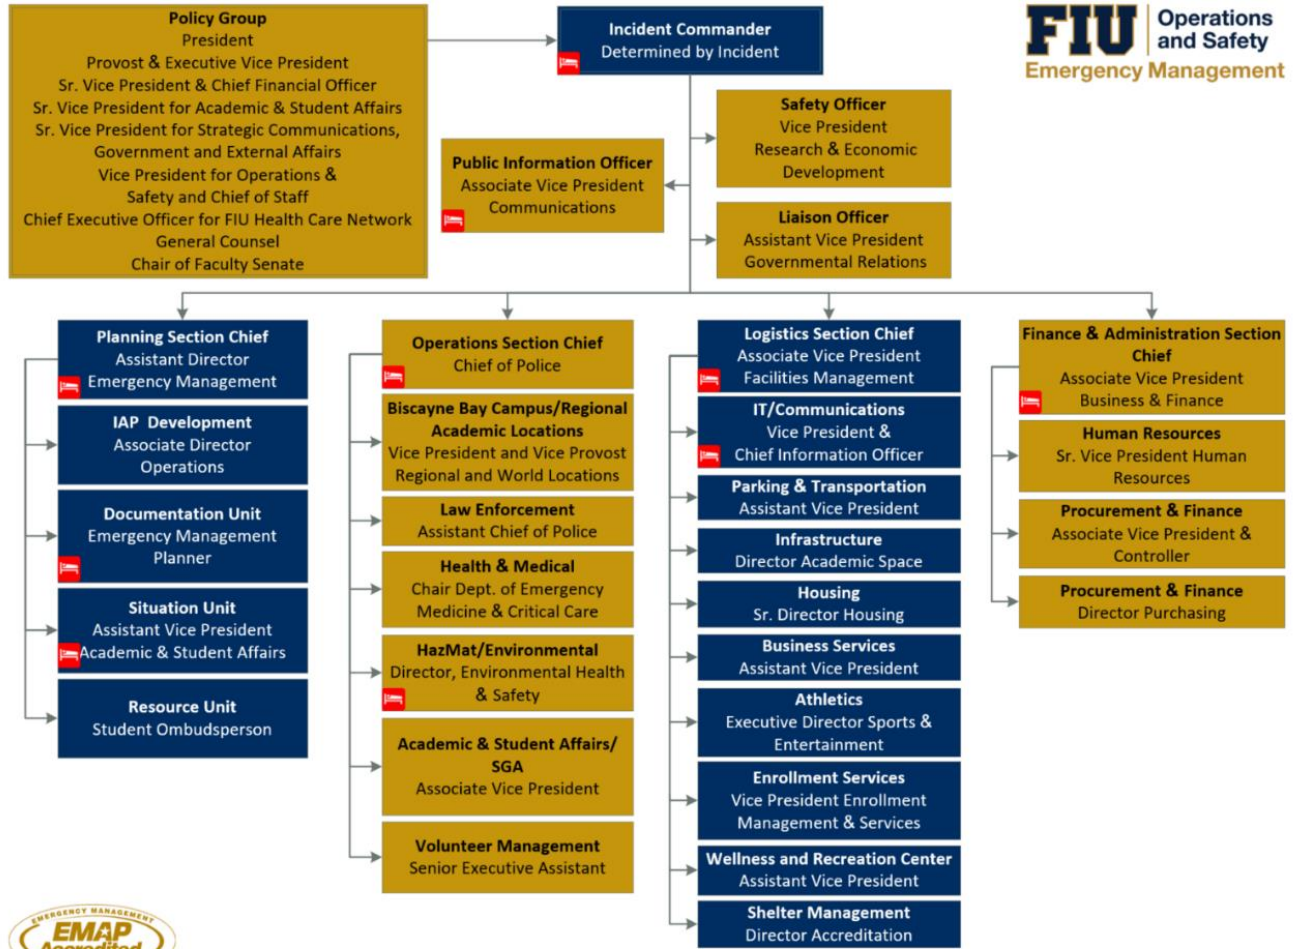 Policy Group
President
Provost & Executive Vice President
Sr. Vice President & Chief Financial Officer
Sr. Vice President for Academic & Student Affairs
Sr. Vice President for Strategic Communications,
Government and External Affairs
Vice President for Operations &
Safety and Chief of Staff
Chief Executive Officer for FIU Health Care Network
General Counsel
Chair of Faculty Senate
Incident Commander
Determined by Incident
FIU
Operations
and Safety
Emergency Management
Safety Officer
Vice President
Research & Economic
Development
Public Information Officer
Associate Vice President
Communications
Liaison Officer
Assistant Vice President
Governmental Relations
Planning Section Chief
Assistant Director
Emergency Management
IAP Development
Associate Director
Operations
Documentation Unit
Emergency Management
Planner
Situation Unit
Assistant Vice President
Academic & Student Affairs
Resource Unit
Student Ombudsperson
Operations Section Chief
Chief of Police
Biscayne Bay Campus/Regional
Academic Locations
Vice President and Vice Provost
Regional and World Locations
Law Enforcement
Assistant Chief of Police
Health & Medical
Chair Dept. of Emergency
Medicine & Critical Care
HazMat/Environmental
Director, Environmental Health
& Safety
Academic & Student Affairs/
SGA
Associate Vice President
Volunteer Management
Senior Executive Assistant
Logistics Section Chief
Associate Vice President
Facilities Management
IT/Communications
Vice President &
Chief Information Officer
Parking & Transportation
Assistant Vice President
Infrastructure
Director Academic Space
Housing
Sr. Director Housing
Business Services
Assistant Vice President
Athletics
Executive Director Sports &
Entertainment
Enrollment Services
Vice President Enrollment
Management & Services
Wellness and Recreation Center
Assistant Vice President
Shelter Management
Director Accreditation
Finance & Administration Section
Chief
Associate Vice President
Business & Finance
Human Resources
Sr. Vice President Human
Resources
Procurement & Finance
Associate Vice President &
Controller
Procurement & Finance
Director Purchasing
EMERGENCY MANAGEMENT
EMAP
Accredited